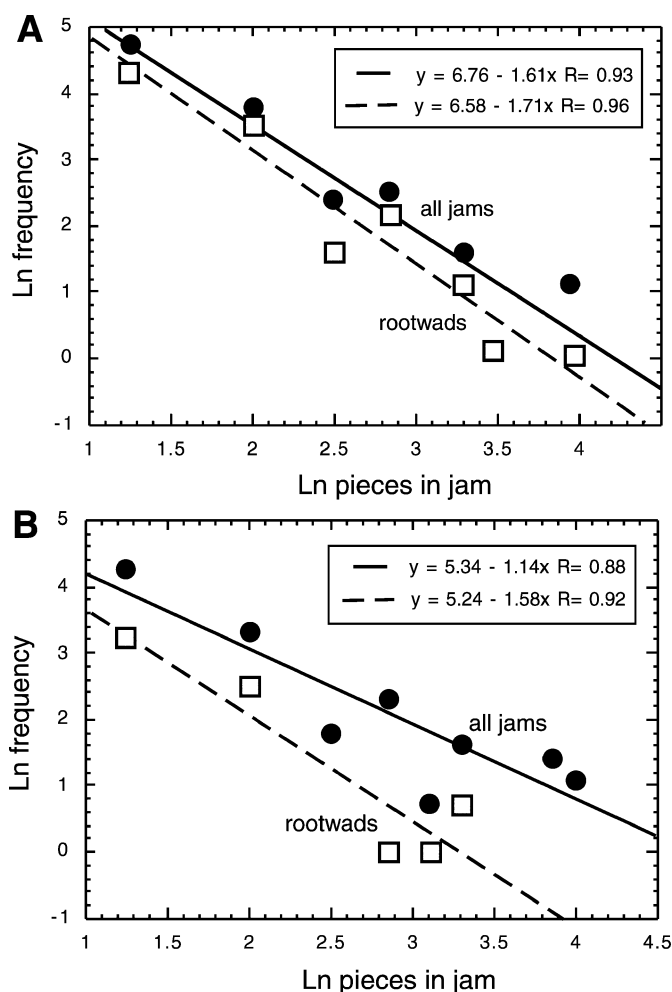 A
5
4
3
2
1
0
-1
y = 6.76 - 1.61x R= 0.93
y = 6.58 - 1.71x R= 0.96
all jams
rootwads
Ln frequency
1 1.5 2 2.5 3 3.5 4
Ln pieces in jam
B
5
4
3
2
1
0
-1
y = 5.34 - 1.14x R= 0.88
y = 5.24 - 1.58x R= 0.92
all jams
rootwads
Ln frequency
1 1.5 2 2.5 3 3.5 4 4.5
Ln pieces in jam